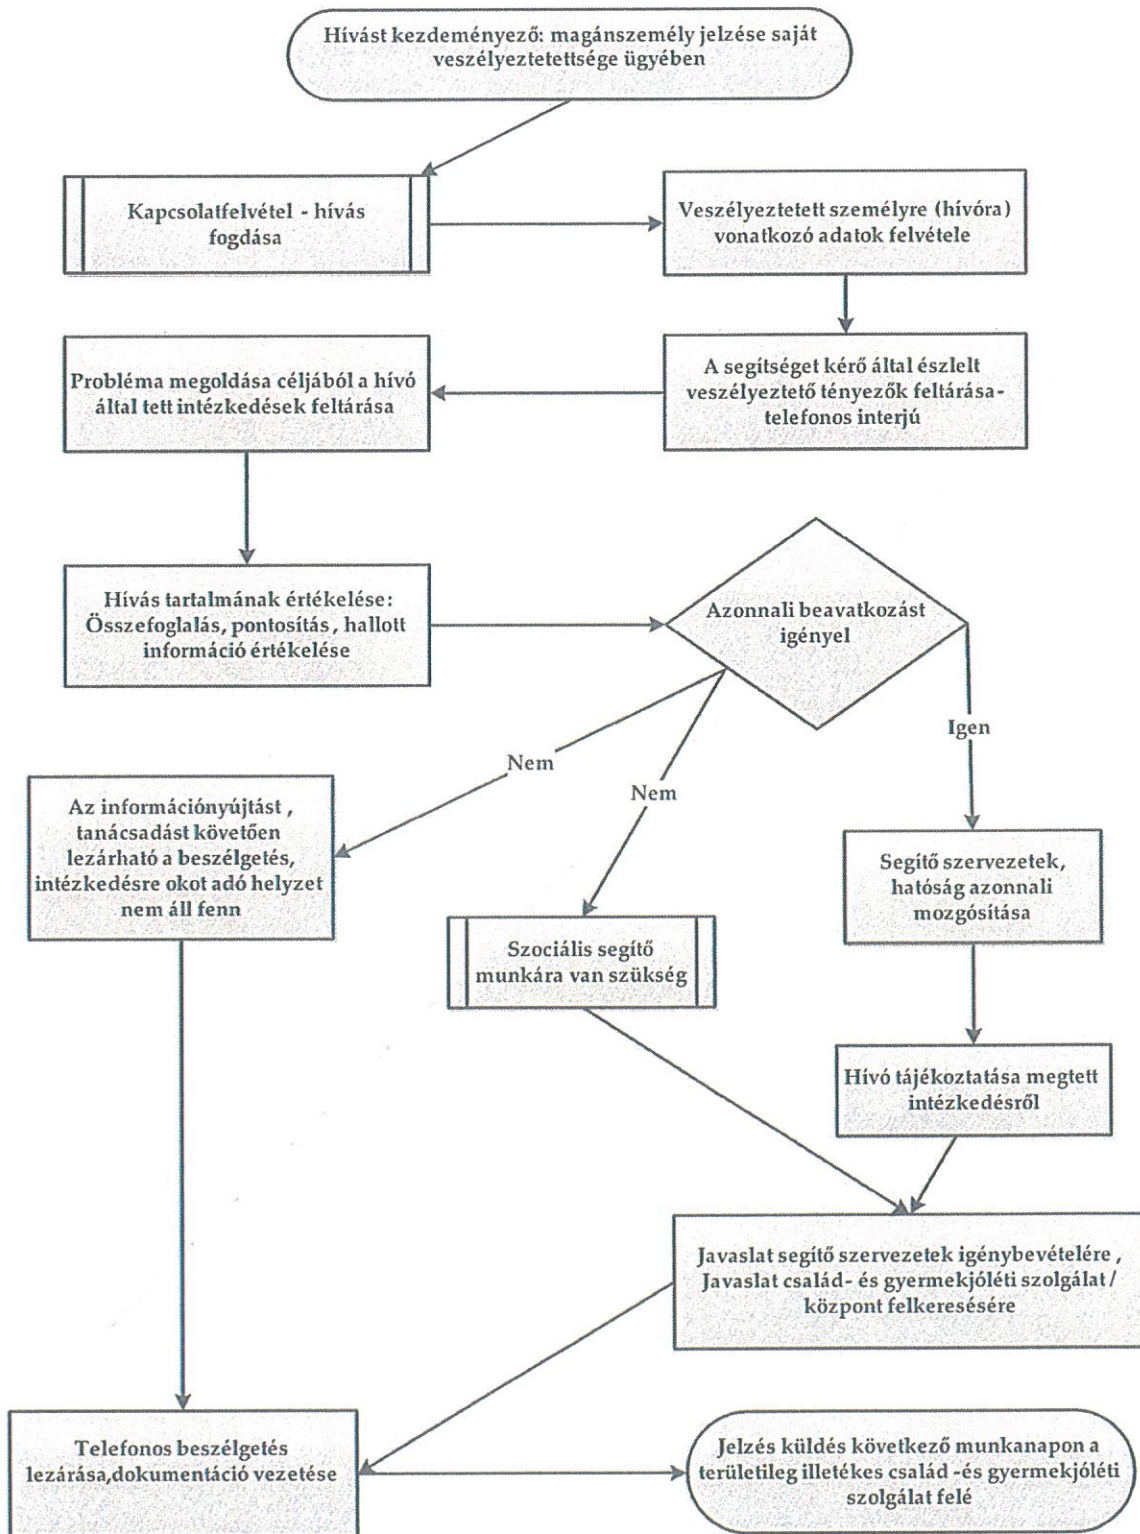 Hívást kezdeményező: magánszemély jelzése saját
veszélyeztetettsége ügyében
Kapcsolatfelvétel - hívás
fogdása
Veszélyeztetett személyre (hívóra)
vonatkozó adatok felvétele
A segítséget kérő által észlelt
veszélyeztető tényezők feltárása-
telefonos interjú
Probléma megoldása céljából a hívó
által tett intézkedések feltárása
Hívás tartalmának értékelése:
Összefoglalás, pontosítás , hallott
információ értékelése
Azonnali beavatkozást
igényel
Nem
Nem
Igen
Az információnyújtást ,
tanácsadást követően
lezárható a beszélgetés,
intézkedésre okot adó helyzet
nem áll fenn
Szociális segítő
munkára van szükség
Segítő szervezetek,
hatóság azonnali
mozgósítása
Hívó tájékoztatása megtett
intézkedésről
Javaslat segítő szervezetek igénybevételére ,
Javaslat család- és gyermekjóléti szolgálat /
központ felkeresésére
Telefonos beszélgetés
lezárása,dokumentáció vezetése
Jelzés küldés következő munkanapon a
területileg illetékes család -és gyermekjóléti
szolgálat felé